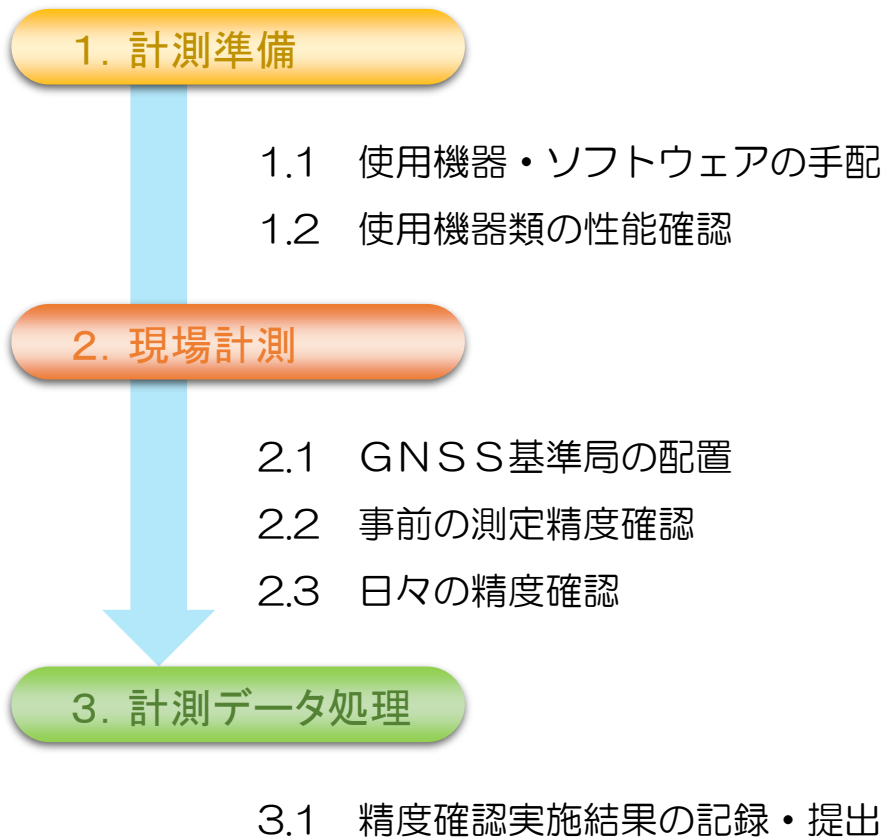 １．計測準備
1.1　使用機器・ソフトウェアの手配
1.2　使用機器類の性能確認
２．現場計測
2.1　ＧＮＳＳ基準局の配置
2.2　事前の測定精度確認
2.3　日々の精度確認
３．計測データ処理
3.1　精度確認実施結果の記録・提出